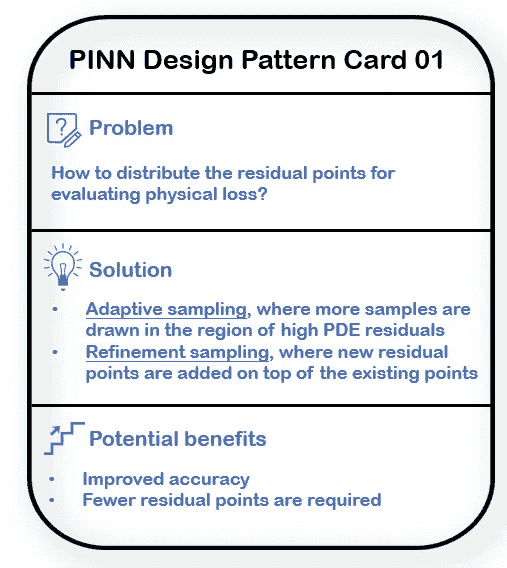 PINN Design Pattern Card 01
Problem
How to distribute the residual points for
evaluating physical loss?
Solution
• Adaptive sampling, where more samples are
drawn in the region of high PDE residuals
• Refinement sampling, where new residual
points are added on top of the existing points
Potential benefits
• Improved accuracy
• Fewer residual points are required